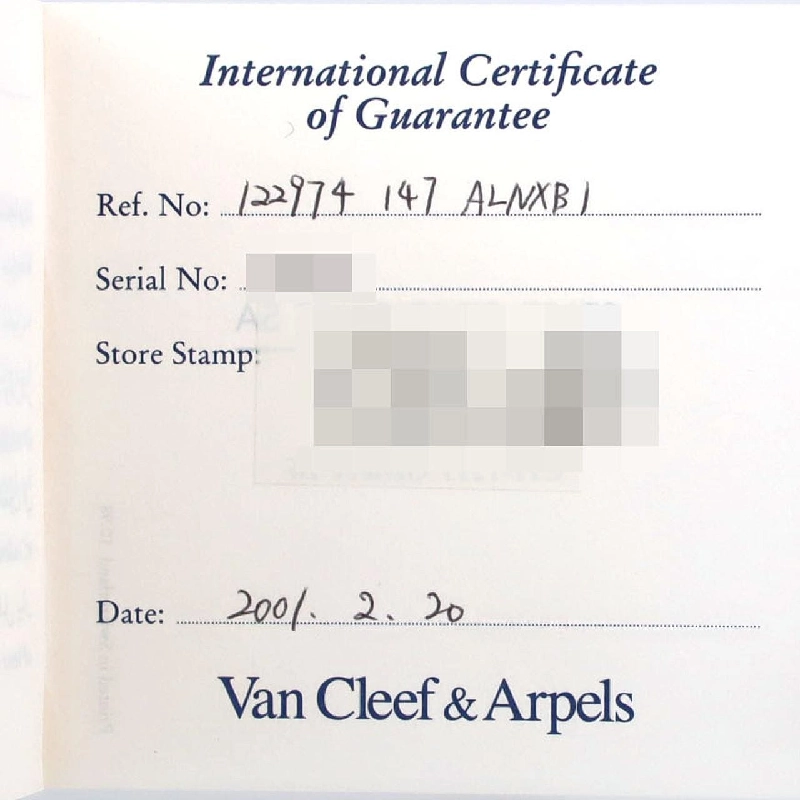 International Certificate
of Guarantee
Ref. No: 122974 147 ALNXB1
Serial No:
Store Stamp:
Date: 2001. 2. 20
Van Cleef & Arpels